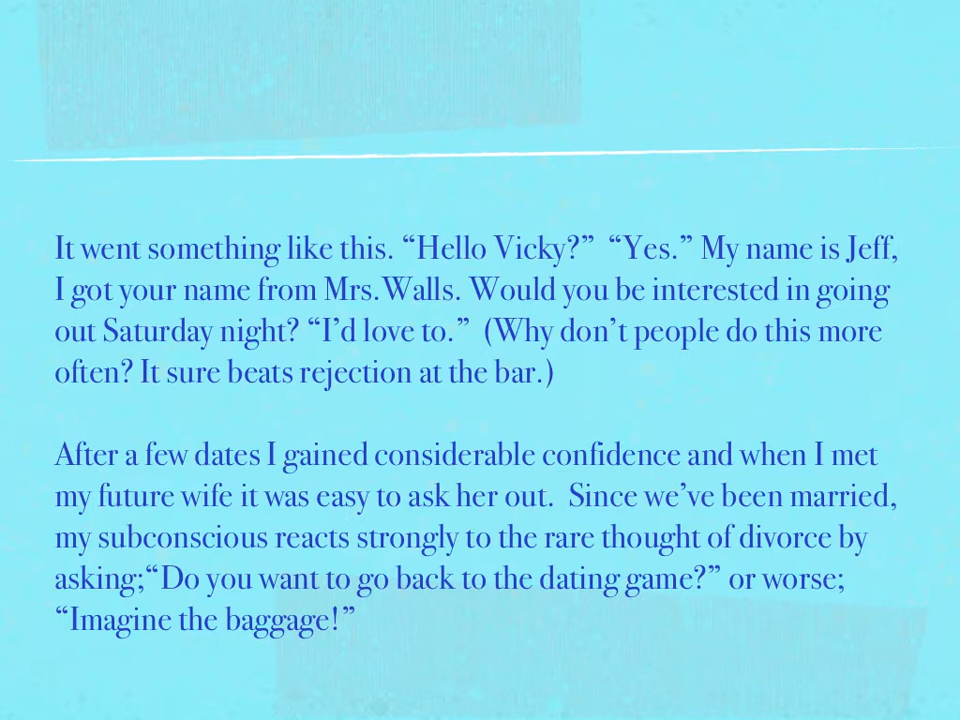 It went something like this. “Hello Vicky?”  “Yes.” My name is Jeff,
I got your name from Mrs.Walls. Would you be interested in going
out Saturday night? “I’d love to.”  (Why don’t people do this more
often? It sure beats rejection at the bar.)
After a few dates I gained considerable confidence and when I met
my future wife it was easy to ask her out.  Since we’ve been married,
my subconscious reacts strongly to the rare thought of divorce by
asking;“Do you want to go back to the dating game?” or worse;
“Imagine the baggage!”